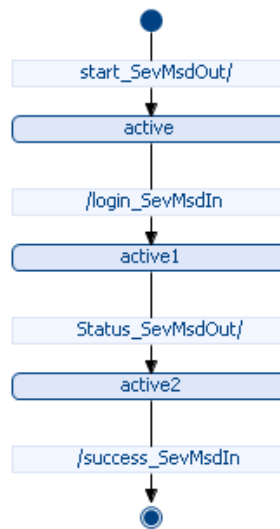 start_SevMsdOut/
active
/login_SevMsdIn
active1
Status_SevMsdOut/
active2
/success_SevMsdIn